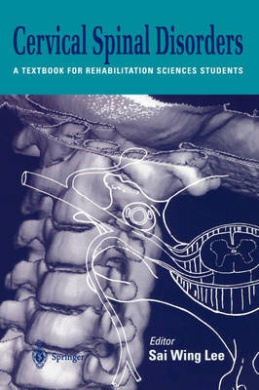 Cervical Spinal Disorders
A TEXTBOOK FOR REHABILITATION SCIENCES STUDENTS
Editor
Springer
Sai Wing Lee